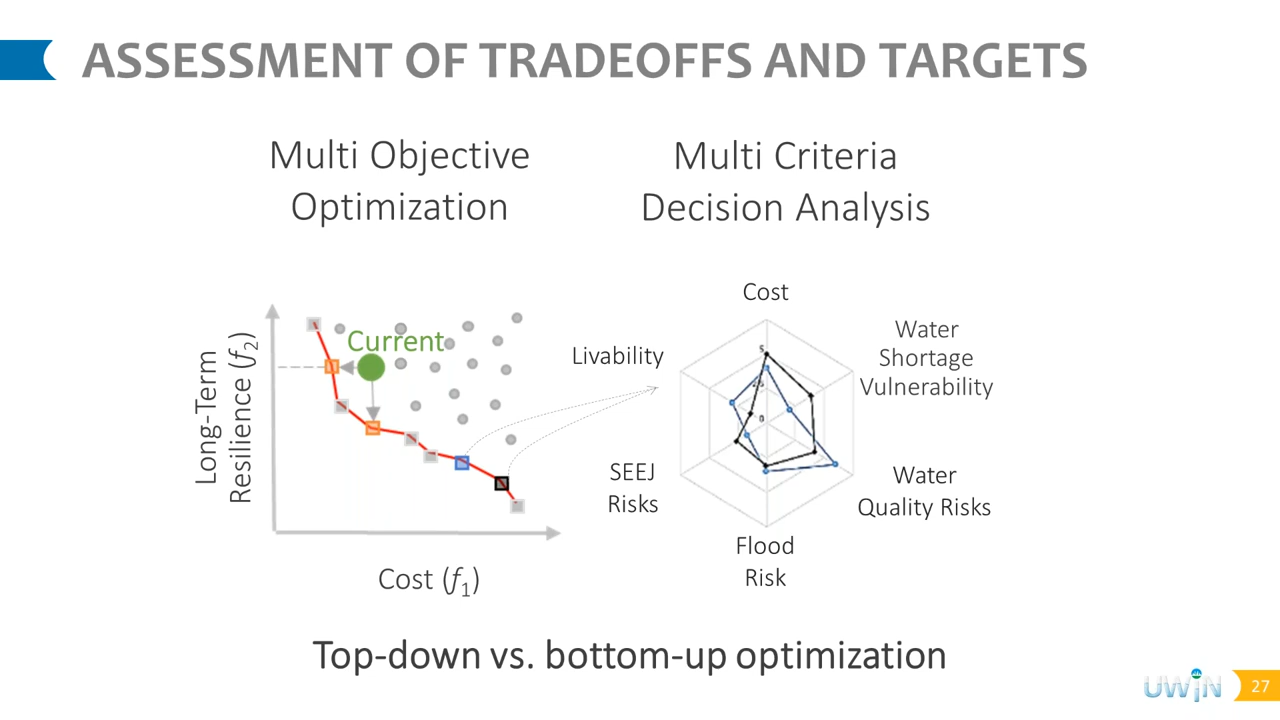 ASSESSMENT OF TRADEOFFS AND TARGETS
Multi Objective
Optimization
Multi Criteria
Decision Analysis
Long-Term
Resilience (f2)
Current
Cost (f1)
Cost
Water
Shortage
Vulnerability
Livability
5
0
SEEJ
Risks
Water
Quality Risks
Flood
Risk
Top-down vs. bottom-up optimization
UWIN
27